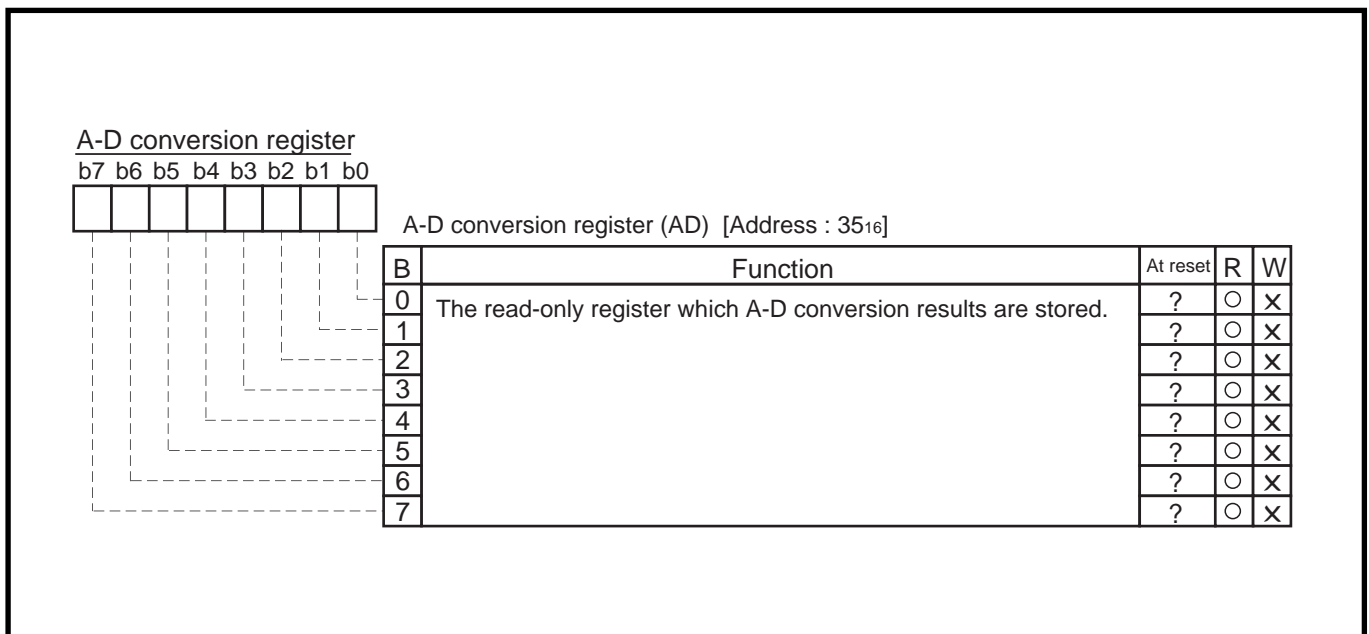 A-D conversion register
b7 b6 b5 b4 b3 b2 b1 b0
A-D conversion register (AD) [Address : 35₁₆]
B Function At reset R W
0 The read-only register which A-D conversion results are stored. ? ○ ×
1 ? ○ ×
2 ? ○ ×
3 ? ○ ×
4 ? ○ ×
5 ? ○ ×
6 ? ○ ×
7 ? ○ ×